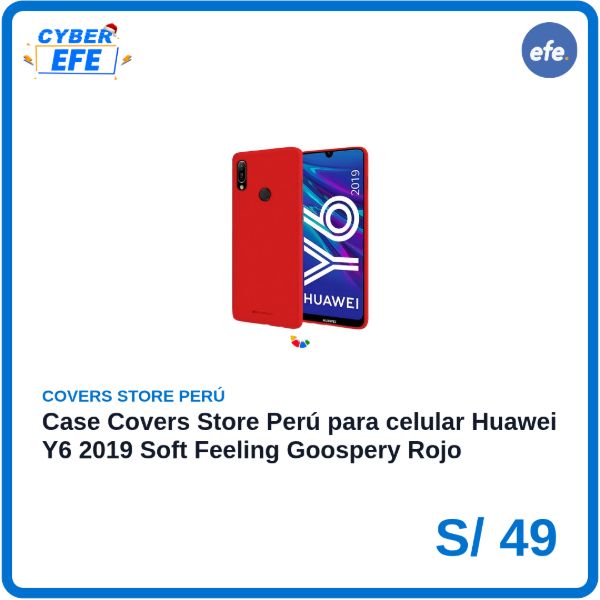 CYBER
EFE
efe.
2019
Y6
HUAWEI
HUAWEI
COVERS STORE PERÚ
Case Covers Store Perú para celular Huawei
Y6 2019 Soft Feeling Goospery Rojo
S/ 49